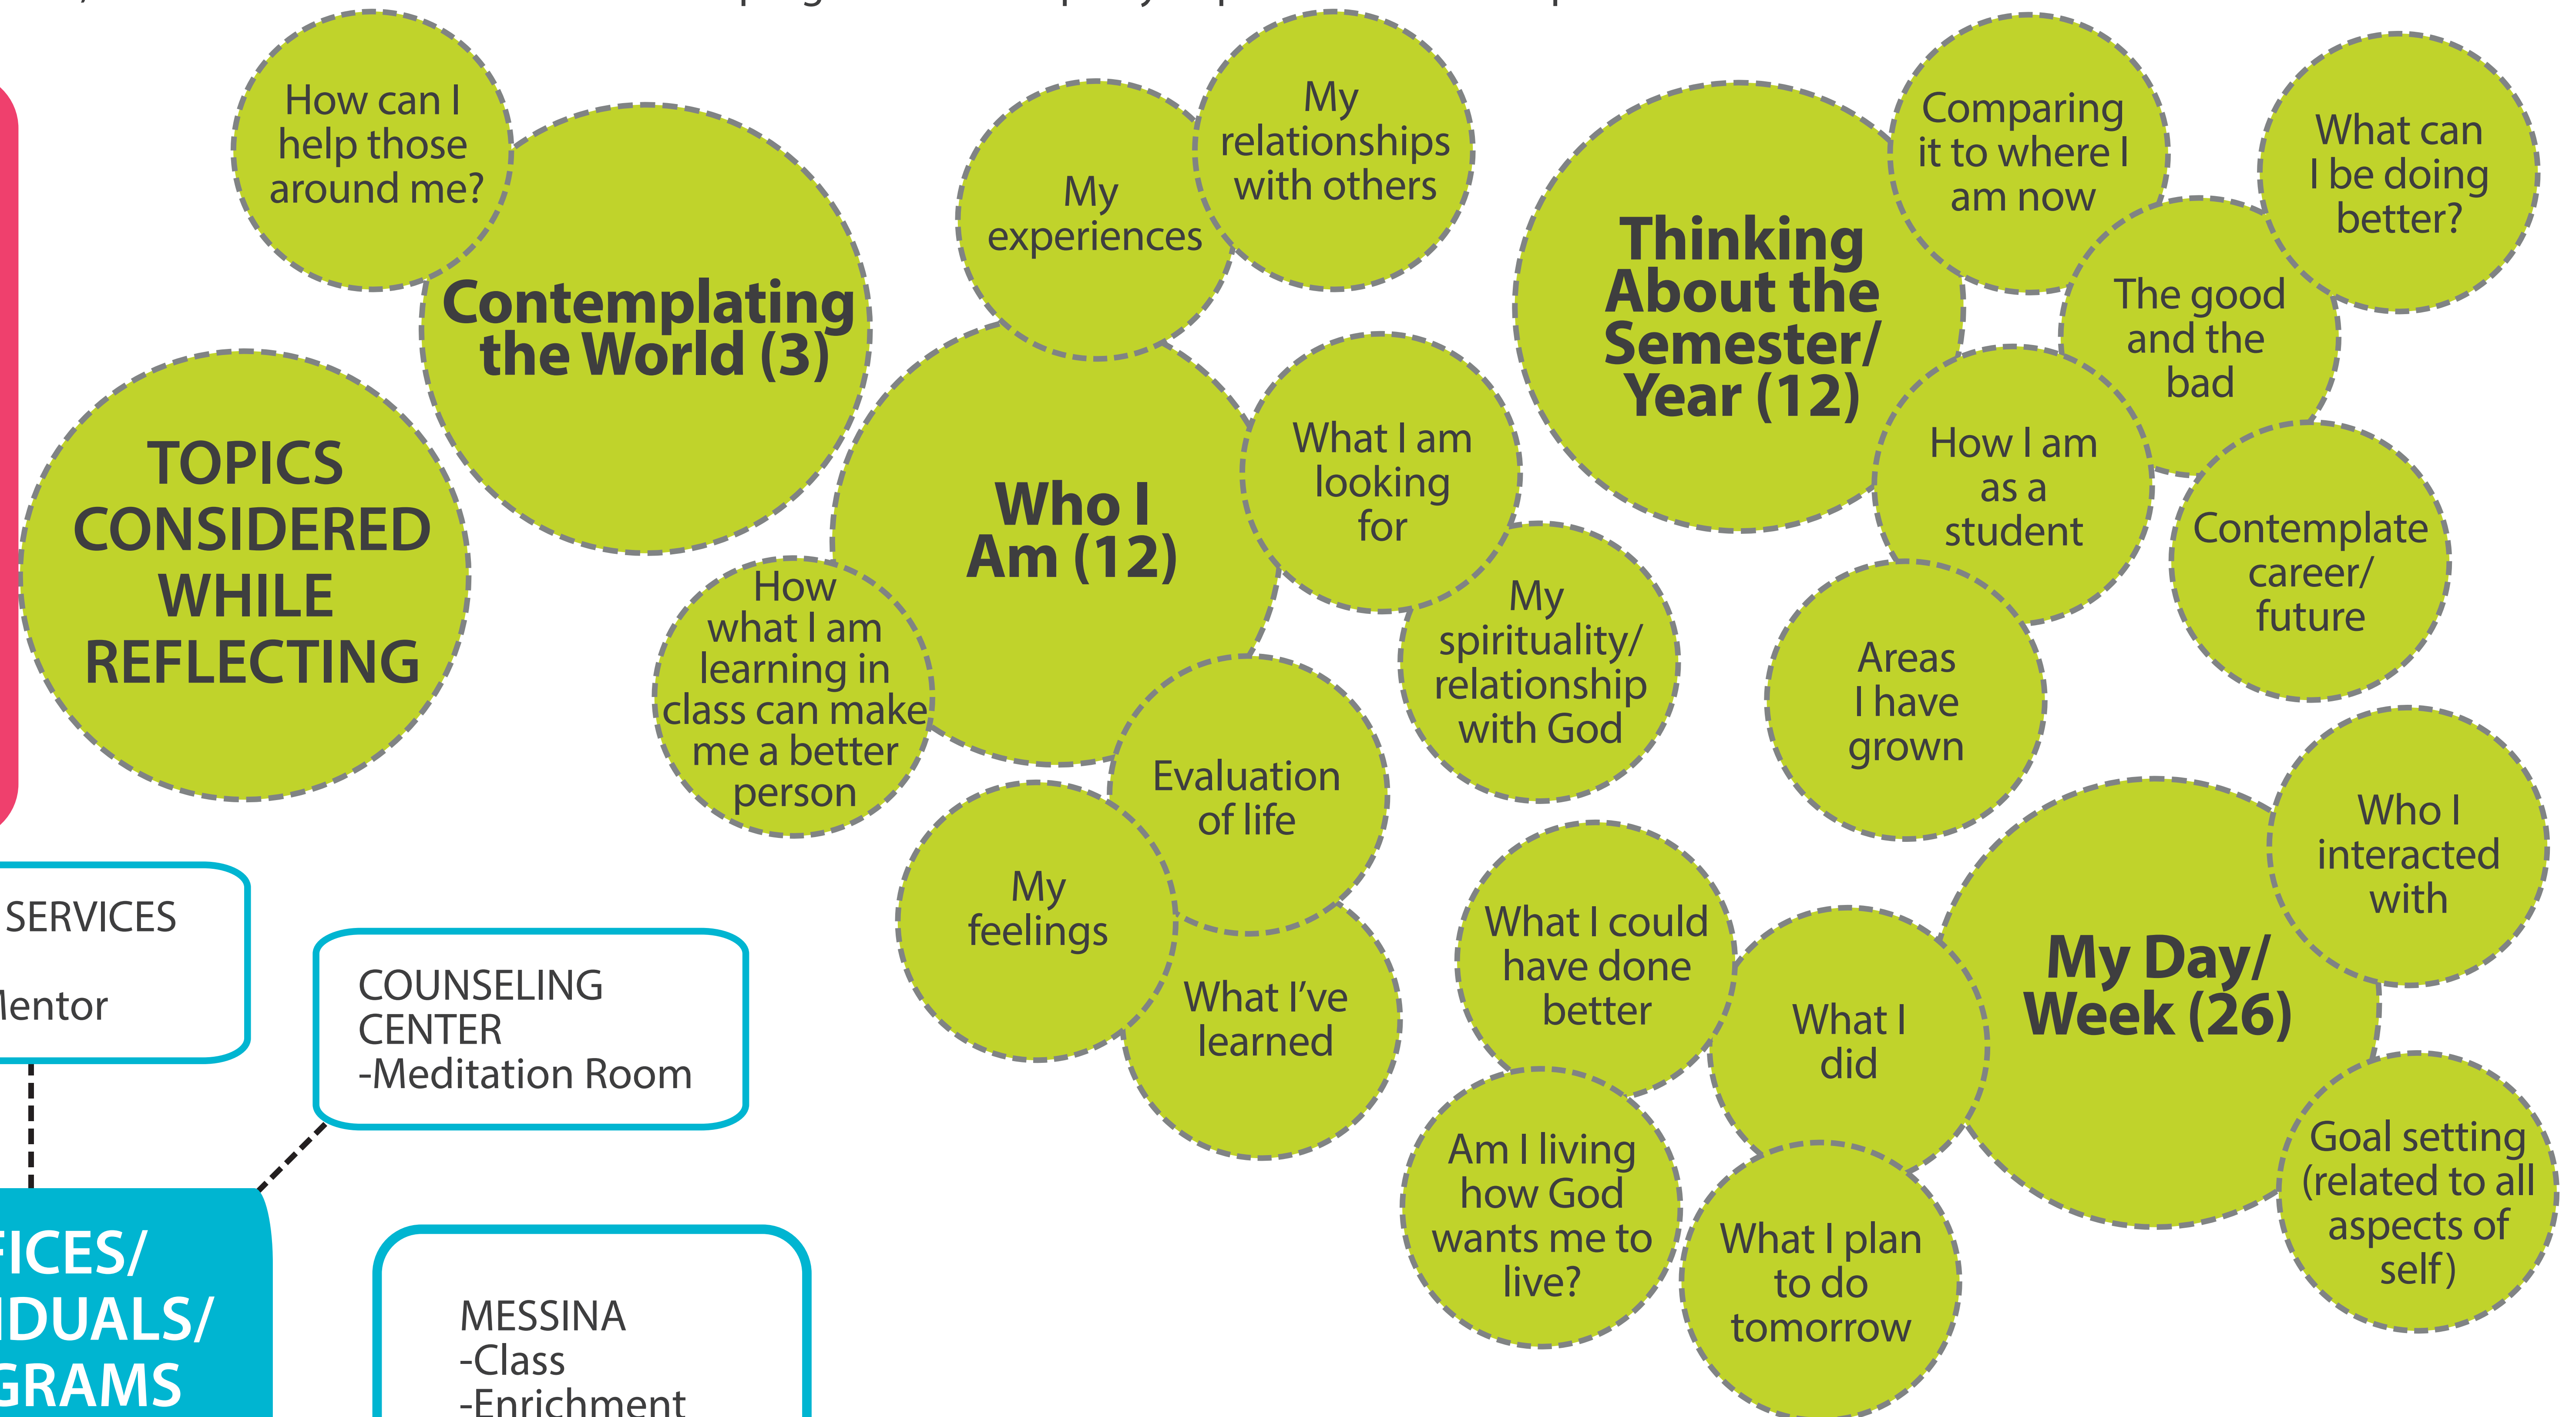 How can I
help those
around me?
Contemplating
the World (3)
TOPICS
CONSIDERED
WHILE
REFLECTING
My
experiences
My
relationships
with others
Who I
Am (12)
What I am
looking
for
My
spirituality/
relationship
with God
How
what I am
learning in
class can make
me a better
person
Evaluation
of life
My
feelings
What I've
learned
Thinking
About the
Semester/
Year (12)
Comparing
it to where I
am now
What can
I be doing
better?
The good
and the
bad
How I am
as a
student
Contemplate
career/
future
Areas
I have
grown
Who I
interacted
with
My Day/
Week (26)
What I could
have done
better
What I
did
Am I living
how God
wants me to
live?
What I plan
to do
tomorrow
Goal setting
(related to all
aspects of
self)
SERVICES
Mentor
COUNSELING
CENTER
-Meditation Room
FICES/
IDUALS/
GRAMS
MESSINA
-Class
-Enrichment